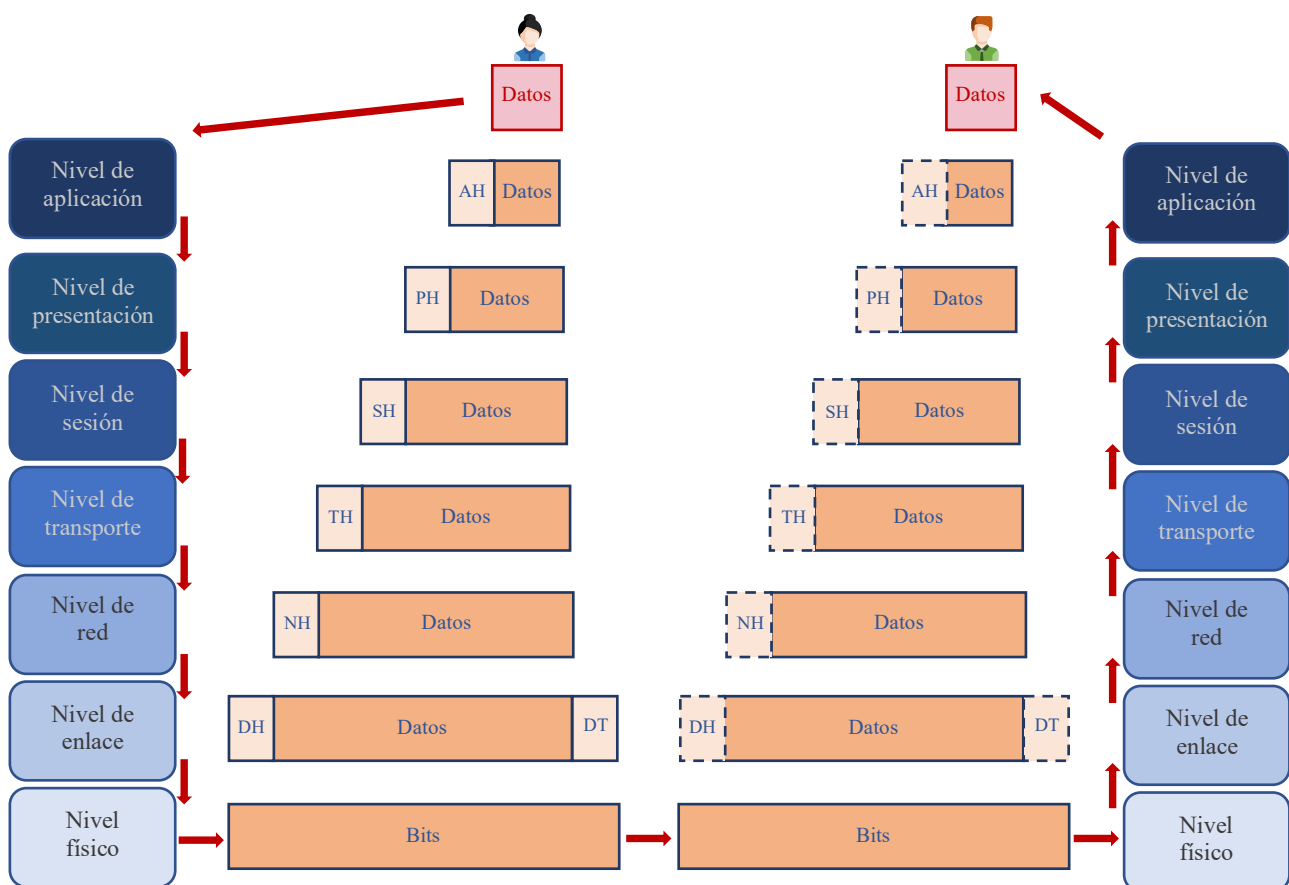 Datos
Datos
Nivel de
aplicación
AH
Datos
AH
Datos
Nivel de
aplicación
Nivel de
presentación
PH
Datos
PH
Datos
Nivel de
presentación
Nivel de
sesión
SH
Datos
SH
Datos
Nivel de
sesión
Nivel de
transporte
TH
Datos
TH
Datos
Nivel de
transporte
Nivel de
red
NH
Datos
NH
Datos
Nivel de
red
Nivel de
enlace
DH
Datos
DT
DH
Datos
DT
Nivel de
enlace
Nivel
físico
Bits
Bits
Nivel
físico